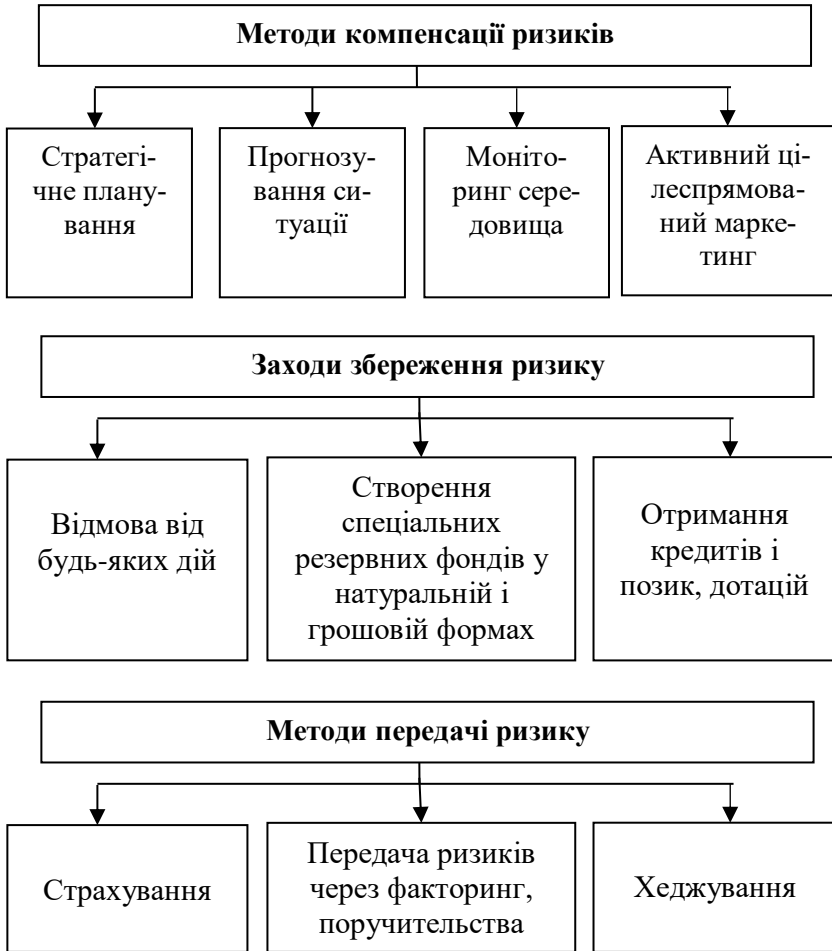 Методи компенсації ризиків
Стратегі-
чне плану-
вання
Прогнозу-
вання си-
туації
Моніто-
ринг сере-
довища
Активний ці-
леспрямова-
ний марке-
тинг
Заходи збереження ризику
Відмова від
будь-яких дій
Створення
спеціальних
резервних фондів у
натуральній і
грошовій формах
Отримання
кредитів і
позик, дотацій
Методи передачі ризику
Страхування
Передача ризиків
через факторинг,
поручительства
Хеджування